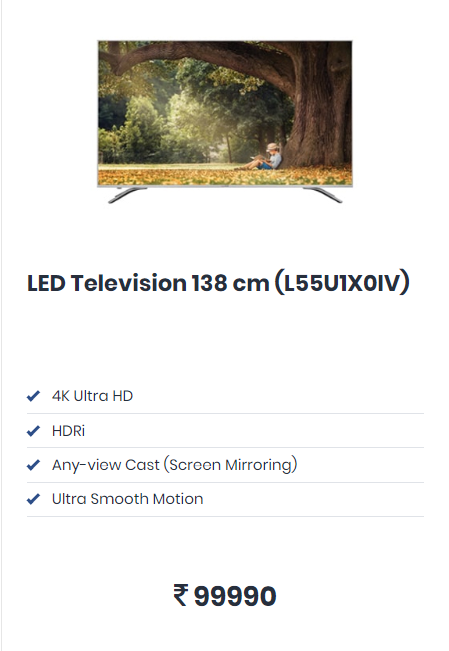 LED Television 138 cm (L55U1X0IV)
4K Ultra HD
HDRi
Any-view Cast (Screen Mirroring)
Ultra Smooth Motion
₹ 99990